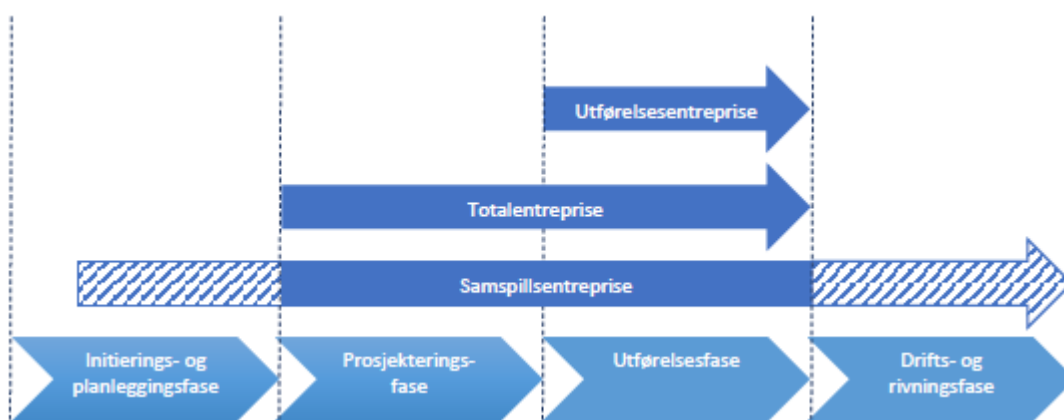 Utførelsesentreprise
Totalentreprise
Samspillsentreprise
Initierings- og
planleggingsfase
Prosjekterings-
fase
Utførelsesfase
Drifts- og
rivningsfase